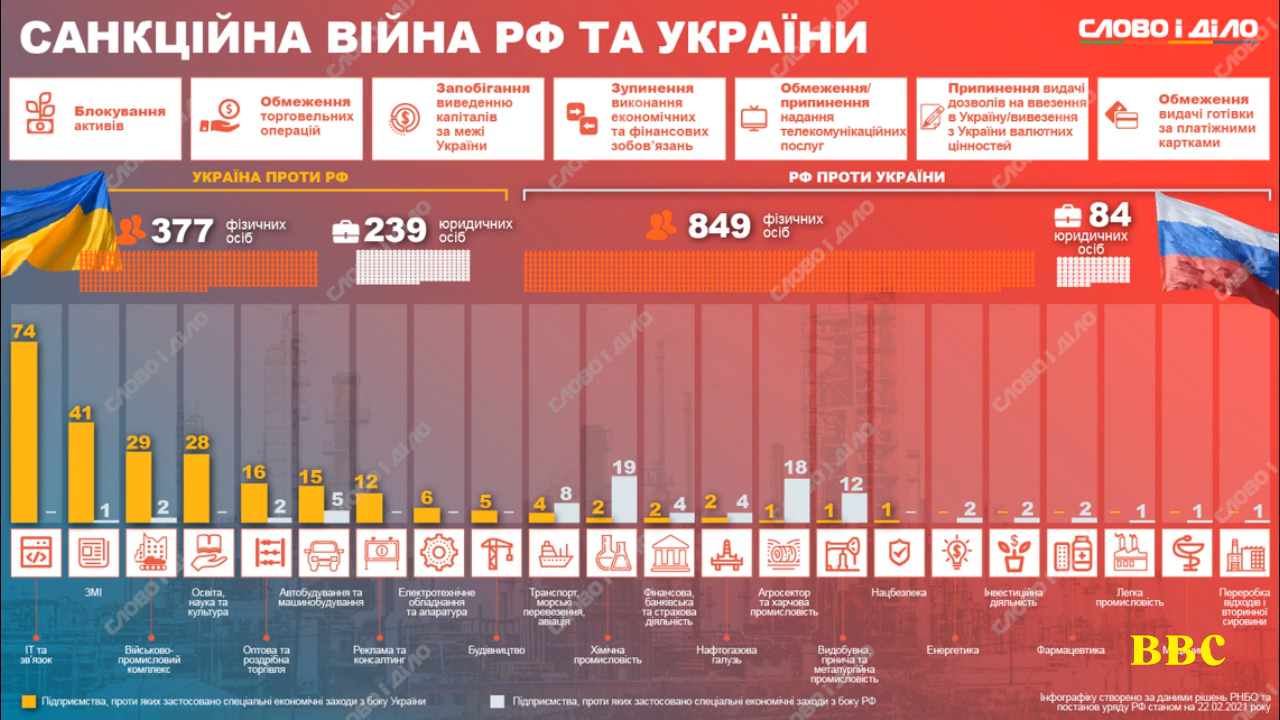 САНКЦІЙНА ВІЙНА РФ ТА УКРАЇНИ
СЛОВО І ДІЛО
Блокування
активів
Обмеження
торговельних
операцій
Запобігання
виведенню
капіталів
за межі
України
Зупинення
виконання
економічних
та фінансових
зобов'язань
Обмеження/
припинення
надання
телекомунікаційних
послуг
Припинення видачі
дозволів на ввезення
в Україну/вивезення
з України валютних
цінностей
Обмеження
видачі готівки
за платіжними
картками
УКРАЇНА ПРОТИ РФ
377 фізичних
осіб
239 юридичних
осіб
РФ ПРОТИ УКРАЇНИ
849 фізичних
осіб
84
юридичних
осіб
74 –
41 1
29 2
28 –
16 2
15 5
12 –
6 –
5 –
4 8
2 19
2 4
2 4
1 18
1 12
1 –
– 2
– 2
– 2
– 1
– 1
– 1
ІТ та
зв'язок
ЗМІ
Військово-
промисловий
комплекс
Освіта,
наука та
культура
Оптова та
роздрібна
торгівля
Автобудування та
машинобудування
Реклама та
консалтинг
Електротехнічне
обладнання
та апаратура
Будівництво
Транспорт,
морські
перевезення,
авіація
Хімічна
промисловість
Фінансова,
банківська
та страхова
діяльність
Нафтогазова
галузь
Агросектор
та харчова
промисловість
Видобувна,
гірнича та
металургійна
промисловість
Нацбезпека
Енергетика
Інвестиційна
діяльність
Фармацевтика
Легка
промисловість
Переробка
відходів і
вторинної
сировини
ВВС
Підприємства, проти яких застосовано спеціальні економічні заходи з боку України
Підприємства, проти яких застосовано спеціальні економічні заходи з боку РФ
Інфографіку створено за даними рішень РНБО та
постанов уряду РФ станом на 22.02.2021 року